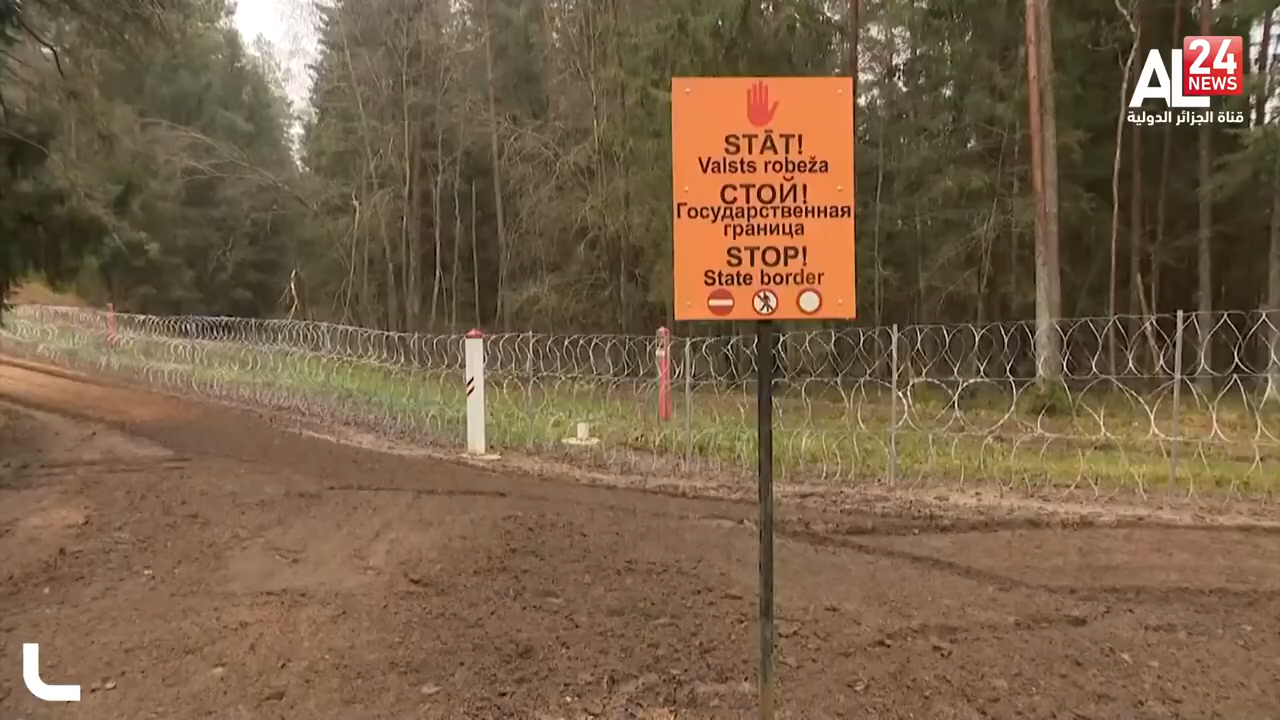 STĀT!
Valsts robeža
СТОЙ!
Государственная
граница
STOP!
State border
AL 24
NEWS
قناة الجزائر الدولية